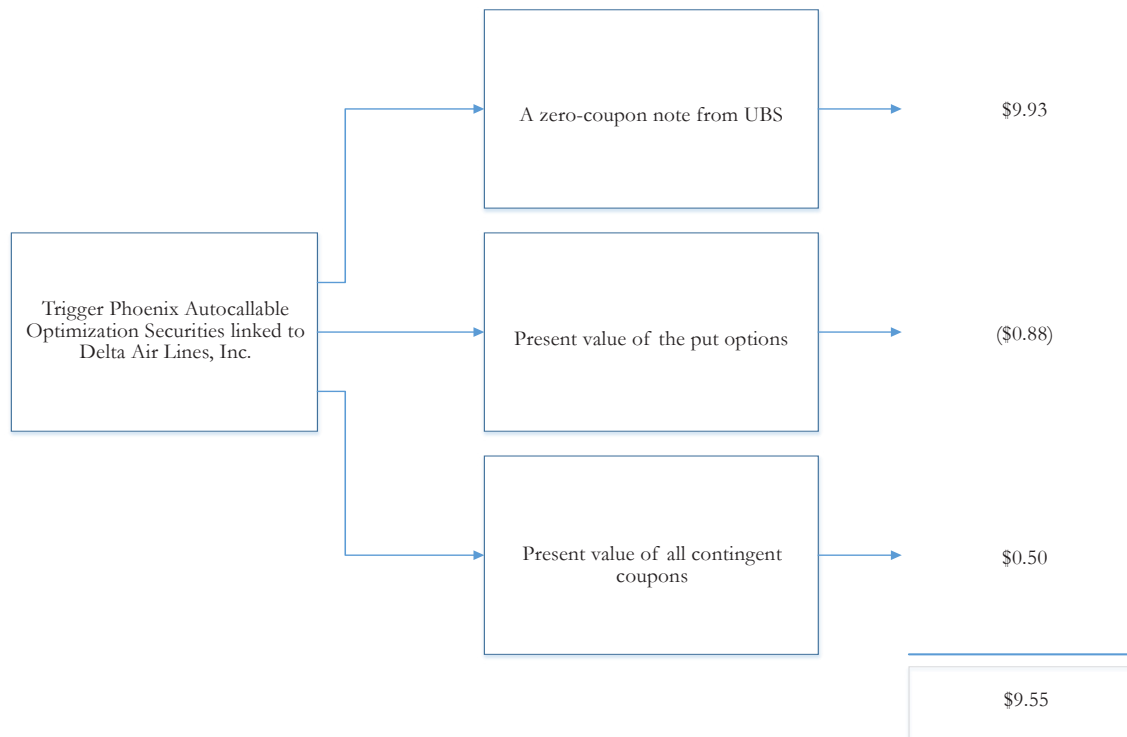 A zero-coupon note from UBS
$9.93
Trigger Phoenix Autocallable
Optimization Securities linked to
Delta Air Lines, Inc.
Present value of the put options
($0.88)
Present value of all contingent
coupons
$0.50
$9.55